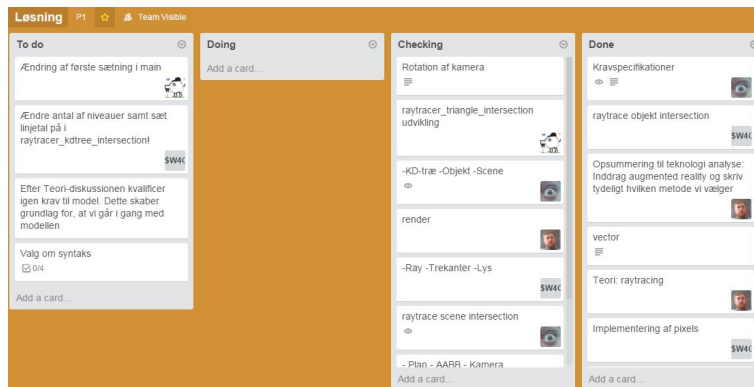 Løsning P1 Team Visible
To do
Ændring af første sætning i main
Ændre antal af niveauer samt sæt
linjetal på i
raytracer_kdtree_intersection!
SW4(
Efter Teori-diskussionen kvalificer
igen krav til model. Dette skaber
grundlag for, at vi går i gang med
modellen
Valg om syntaks
0/4
Add a card...
Doing
Add a card...
Checking
Rotation af kamera
raytracer_triangle_intersection
udvikling
-KD-træ -Objekt -Scene
render
-Ray -Trekanter -Lys
SW4(
raytrace scene intersection
- Plan - AABB - Kamera
Add a card...
Done
Kravspecifikationer
raytrace objekt intersection
SW4(
Opsummering til teknologi analyse:
Inddrag augmented reality og skriv
tydeligt hvilken metode vi vælger
vector
Teori: raytracing
Implementering af pixels
SW4(
Add a card...